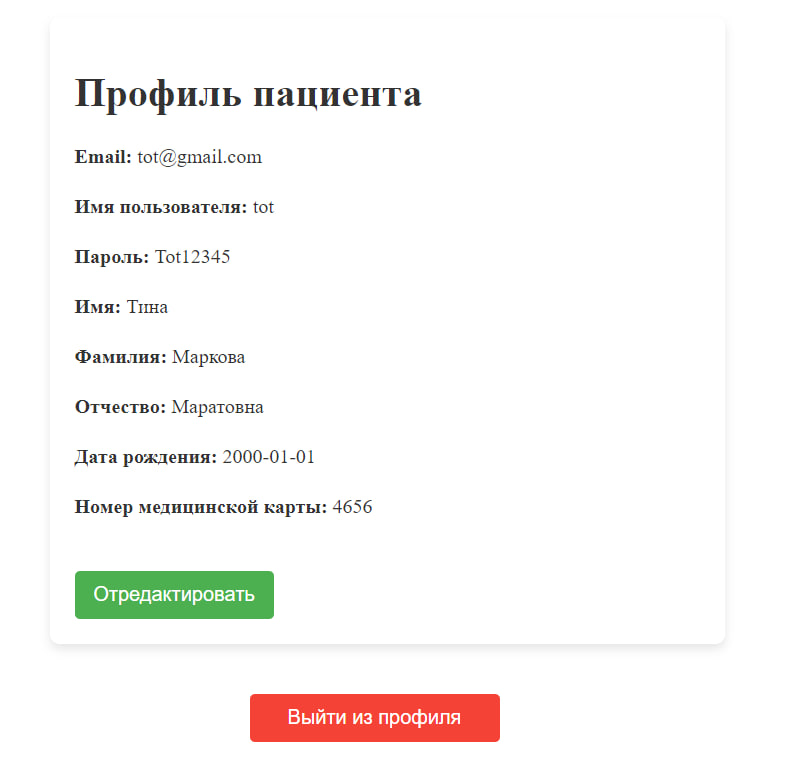 Профиль пациента
Email: tot@gmail.com
Имя пользователя: tot
Пароль: Tot12345
Имя: Тина
Фамилия: Маркова
Отчество: Маратовна
Дата рождения: 2000-01-01
Номер медицинской карты: 4656
Отредактировать
Выйти из профиля